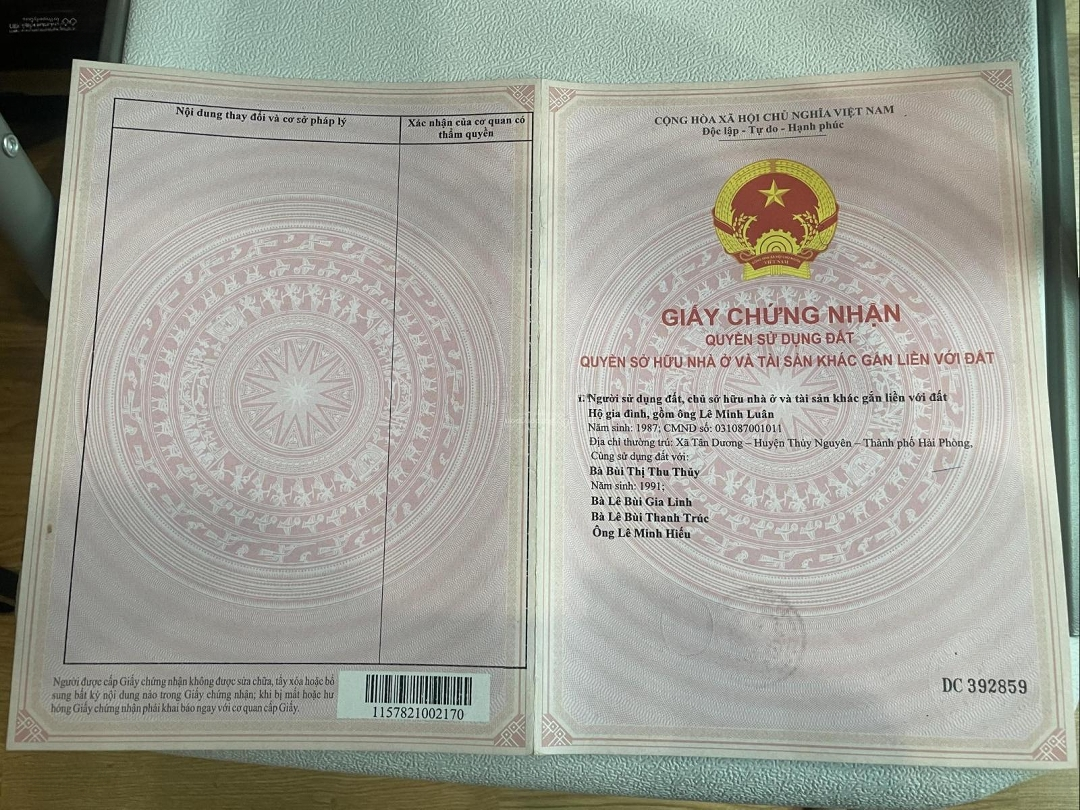 Nội dung thay đổi và cơ sở pháp lý
Xác nhận của cơ quan có
thẩm quyền
Người được cấp Giấy chứng nhận không được sửa chữa, tẩy xóa hoặc bổ
sung bất kỳ nội dung nào trong Giấy chứng nhận; khi bị mất hoặc hư
hỏng Giấy chứng nhận phải khai báo ngay với cơ quan cấp Giấy.
1157821002170
CỘNG HÒA XÃ HỘI CHỦ NGHĨA VIỆT NAM
Độc lập - Tự do - Hạnh phúc
VIỆT NAM
GIẤY CHỨNG NHẬN
QUYỀN SỬ DỤNG ĐẤT
QUYỀN SỞ HỮU NHÀ Ở VÀ TÀI SẢN KHÁC GẮN LIỀN VỚI ĐẤT
I. Người sử dụng đất, chủ sở hữu nhà ở và tài sản khác gắn liền với đất
Hộ gia đình, gồm ông Lê Minh Luân
Năm sinh: 1987; CMND số: 031087001011
Địa chỉ thường trú: Xã Tân Dương – Huyện Thủy Nguyên – Thành phố Hải Phòng,
Cùng sử dụng đất với:
Bà Bùi Thị Thu Thủy
Năm sinh: 1991;
Bà Lê Bùi Gia Linh
Bà Lê Bùi Thanh Trúc
Ông Lê Minh Hiếu
DC 392859